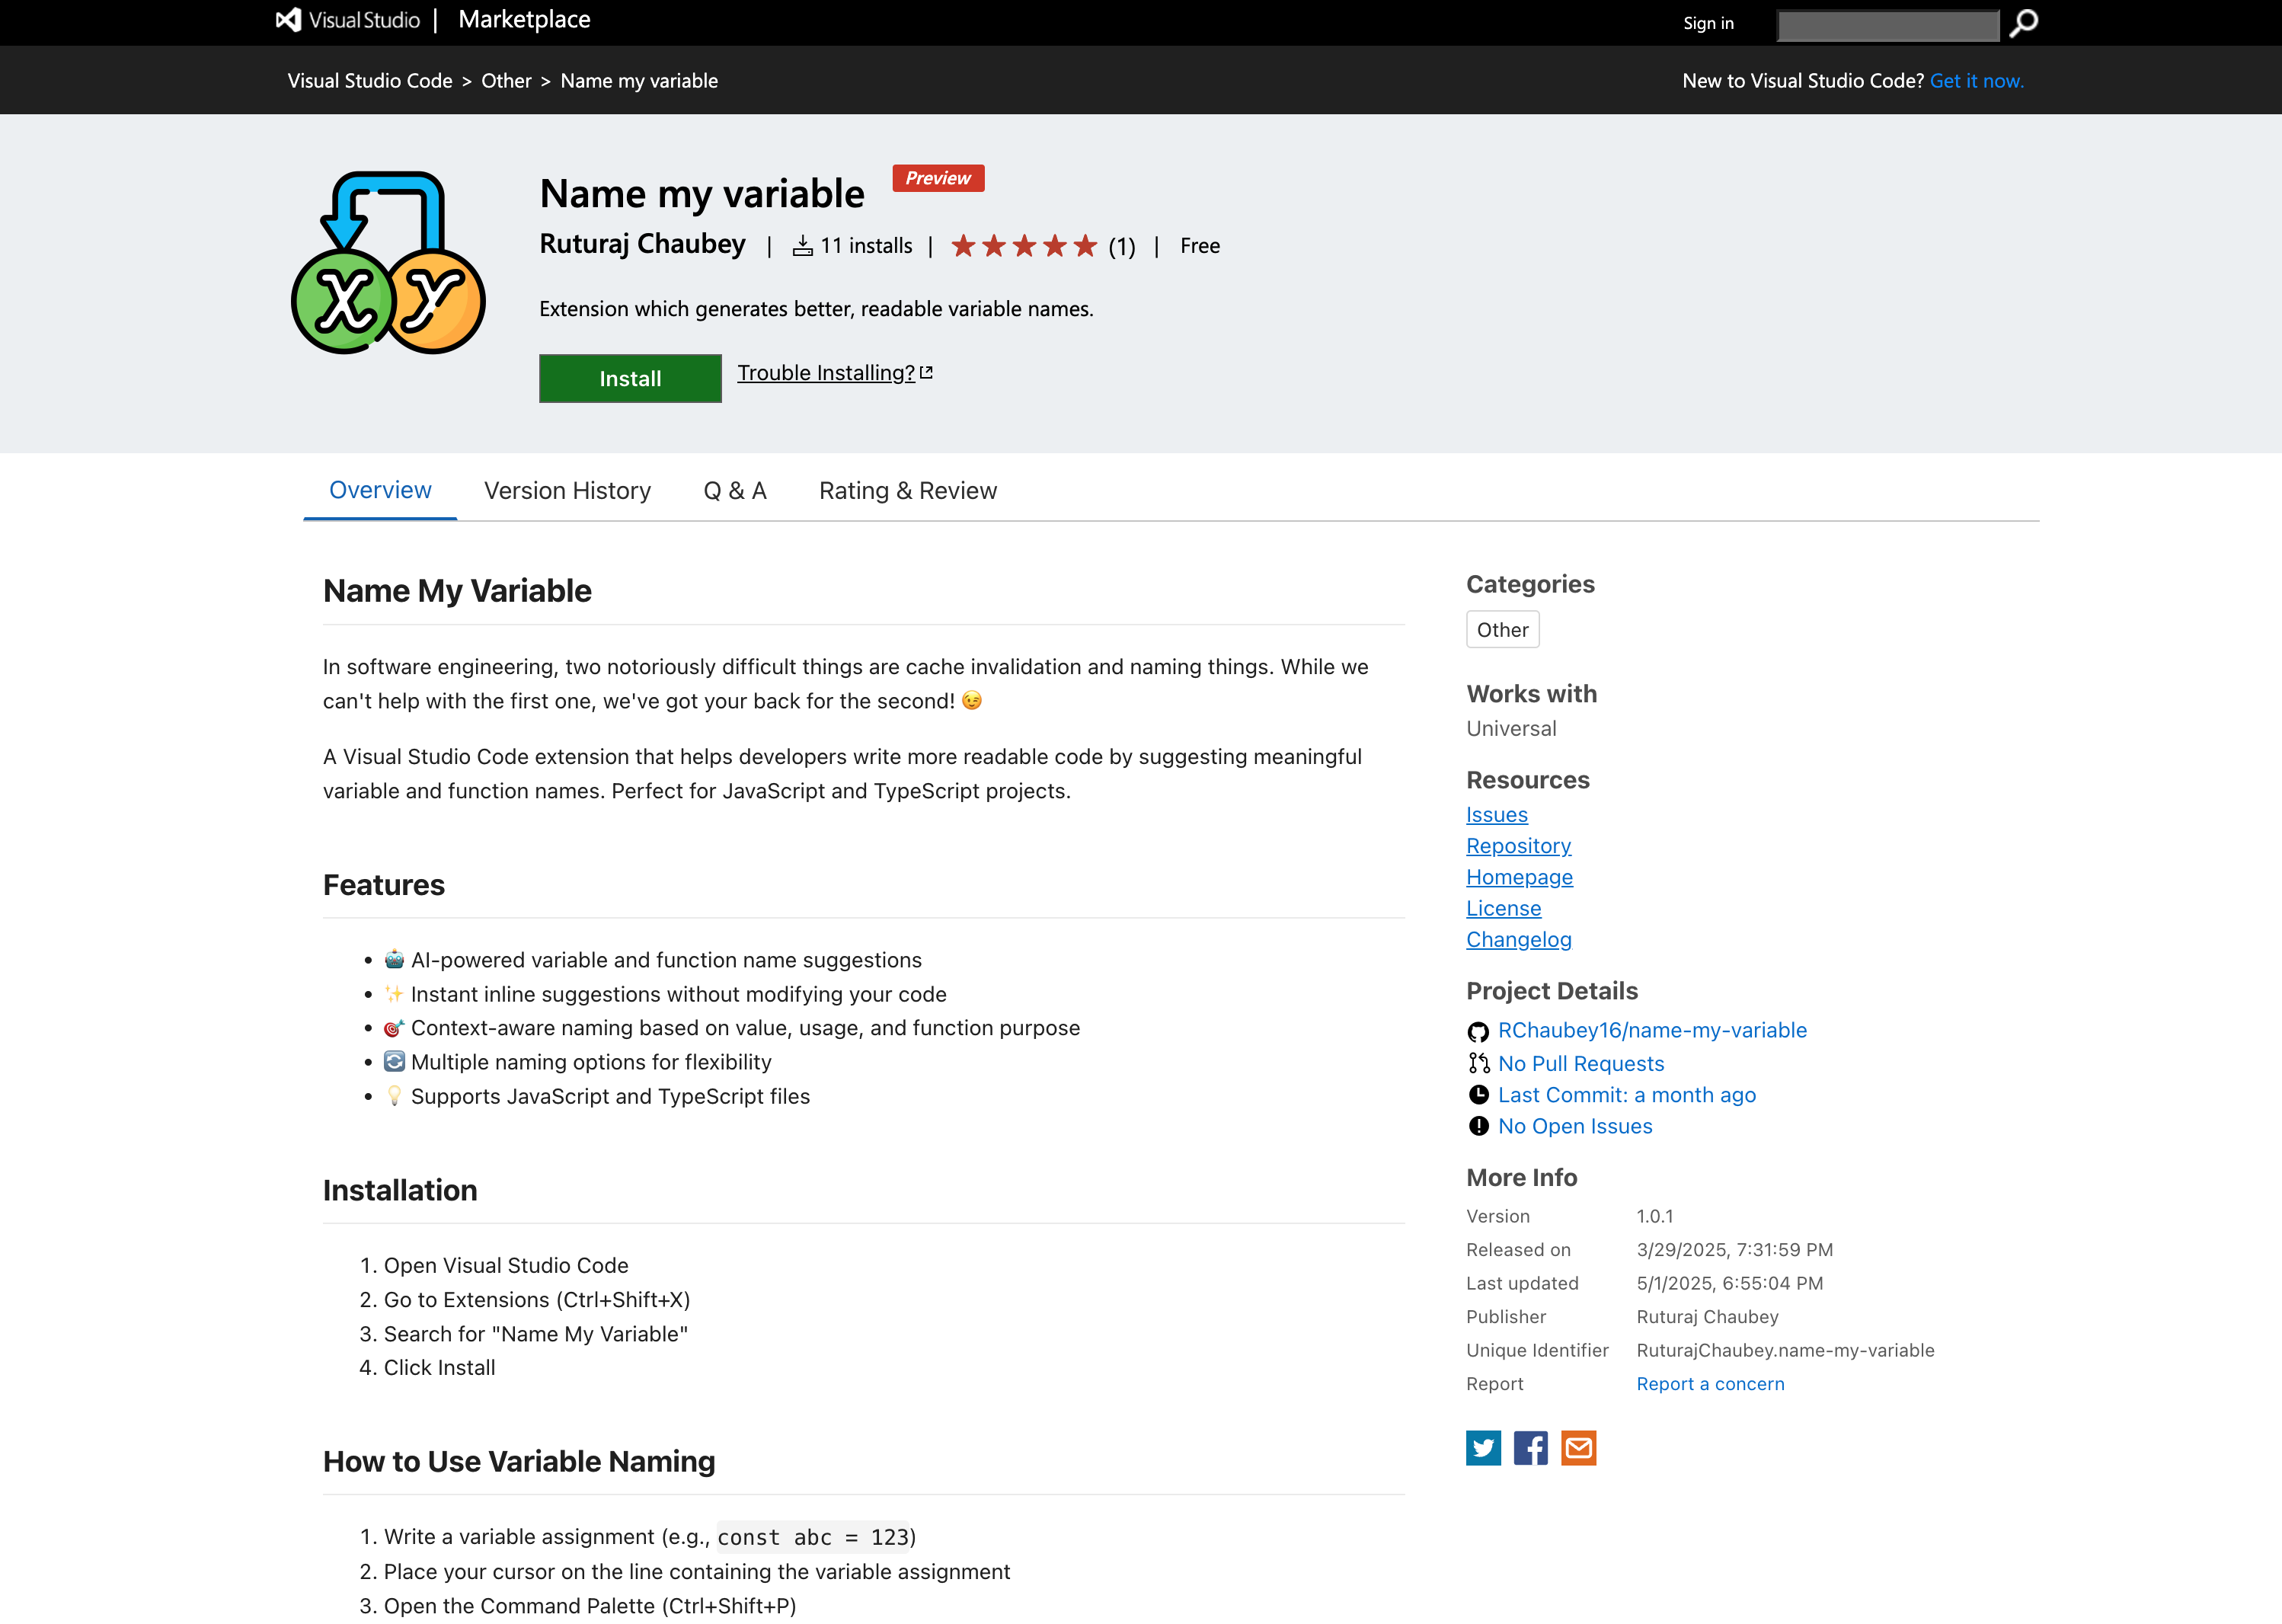 Visual Studio | Marketplace
Sign in
Visual Studio Code > Other > Name my variable
New to Visual Studio Code? Get it now.
X Y
Name my variable
Preview
Ruturaj Chaubey | 11 installs | (1) | Free
Extension which generates better, readable variable names.
Install
Trouble Installing?
Overview
Version History
Q & A
Rating & Review
Name My Variable
In software engineering, two notoriously difficult things are cache invalidation and naming things. While we
can't help with the first one, we've got your back for the second! 😉
A Visual Studio Code extension that helps developers write more readable code by suggesting meaningful
variable and function names. Perfect for JavaScript and TypeScript projects.
Features
• 🤖 AI-powered variable and function name suggestions
• ✨ Instant inline suggestions without modifying your code
• 🎯 Context-aware naming based on value, usage, and function purpose
• 🔄 Multiple naming options for flexibility
• 💡 Supports JavaScript and TypeScript files
Installation
1. Open Visual Studio Code
2. Go to Extensions (Ctrl+Shift+X)
3. Search for "Name My Variable"
4. Click Install
How to Use Variable Naming
1. Write a variable assignment (e.g., const abc = 123)
2. Place your cursor on the line containing the variable assignment
3. Open the Command Palette (Ctrl+Shift+P)
Categories
Other
Works with
Universal
Resources
Issues
Repository
Homepage
License
Changelog
Project Details
RChaubey16/name-my-variable
No Pull Requests
Last Commit: a month ago
No Open Issues
More Info
Version 1.0.1
Released on 3/29/2025, 7:31:59 PM
Last updated 5/1/2025, 6:55:04 PM
Publisher Ruturaj Chaubey
Unique Identifier RuturajChaubey.name-my-variable
Report Report a concern